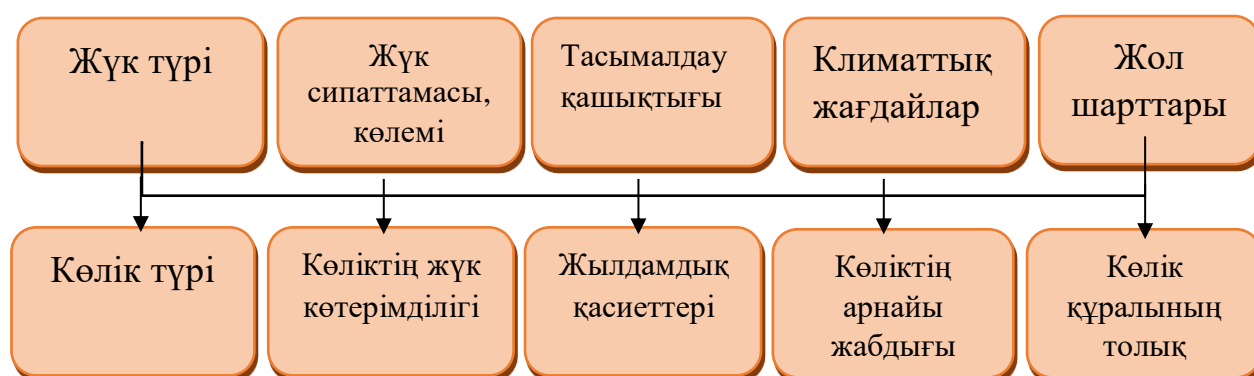 Жүк түрі
Жүк
сипаттамасы,
көлемі
Тасымалдау
қашықтығы
Климаттық
жағдайлар
Жол
шарттары
Көлік түрі
Көліктің жүк
көтерімділігі
Жылдамдық
қасиеттері
Көліктің
арнайы
жабдығы
Көлік
құралының
толық